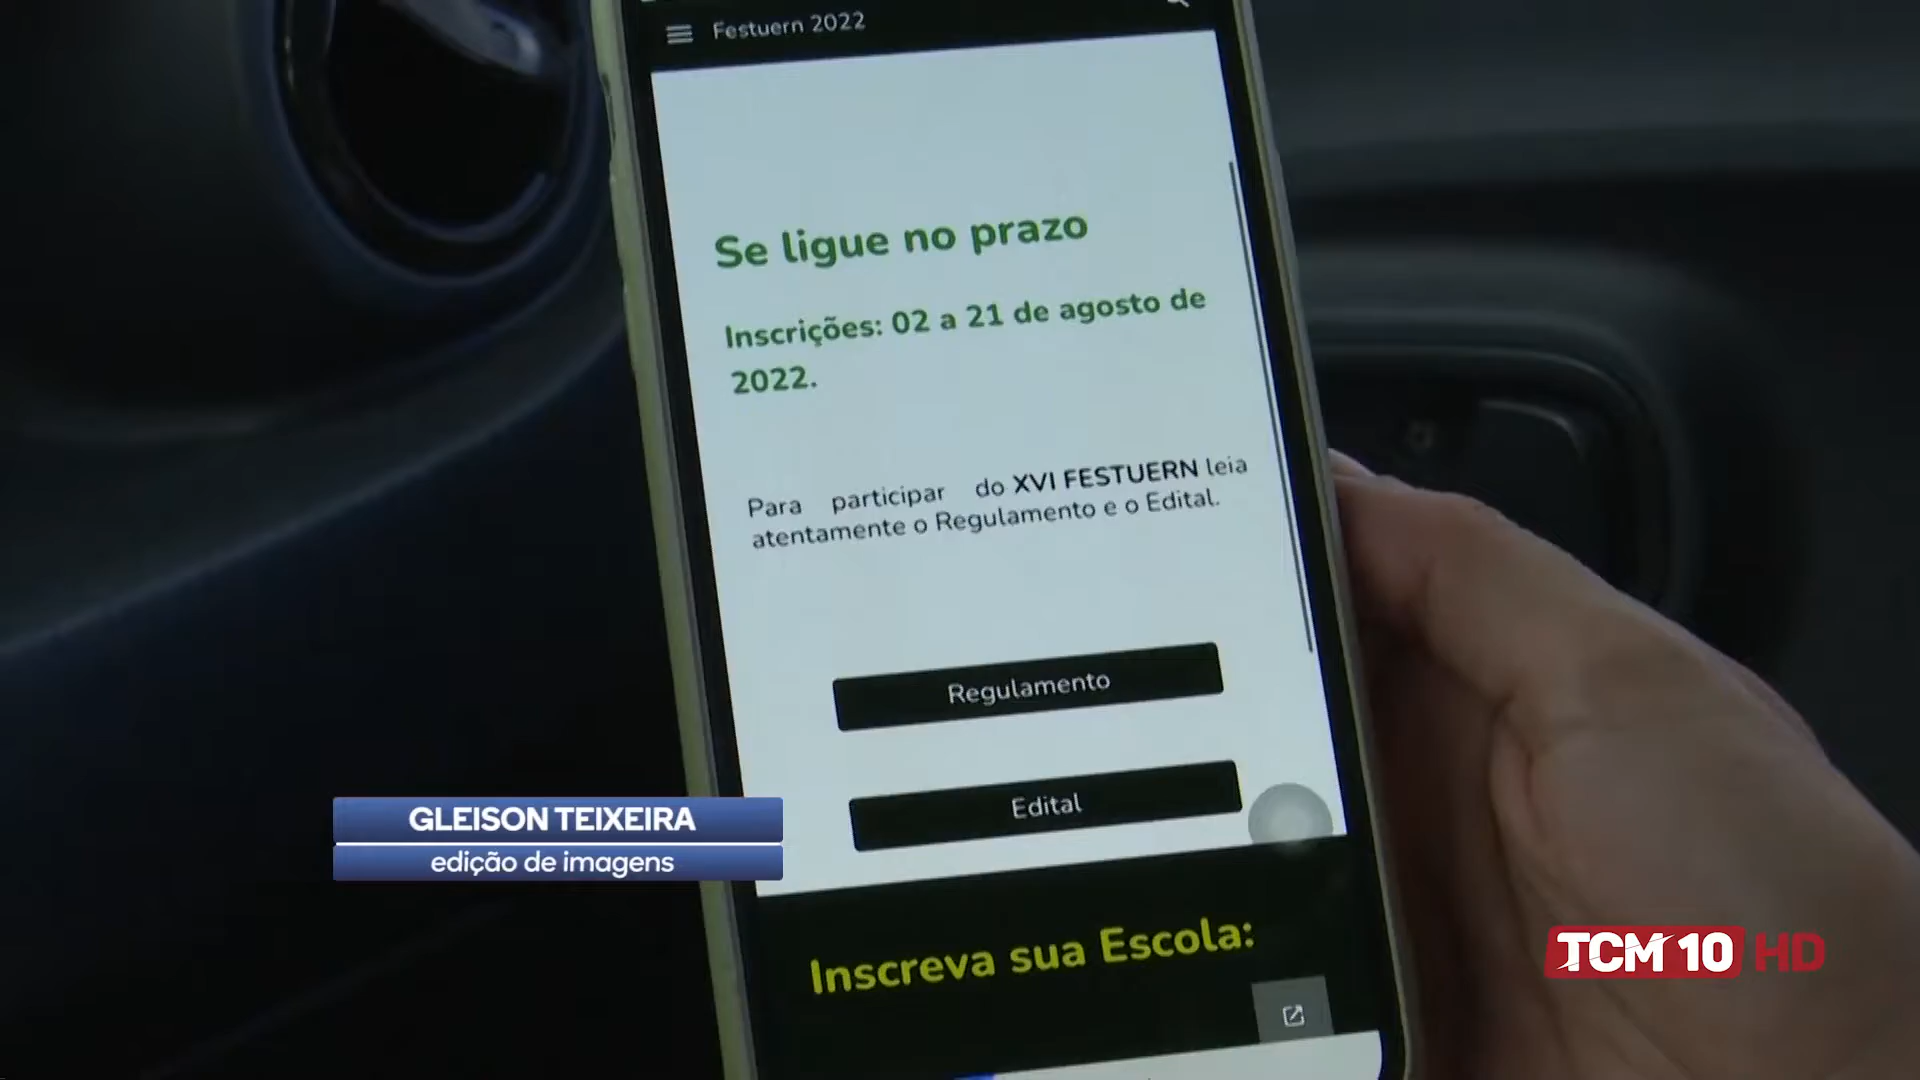 Festuern 2022
Se ligue no prazo
Inscrições: 02 a 21 de agosto de
2022.
Para participar do XVI FESTUERN leia
atentamente o Regulamento e o Edital.
Regulamento
Edital
GLEISON TEIXEIRA
edição de imagens
Inscreva sua Escola:
TCM 10 HD